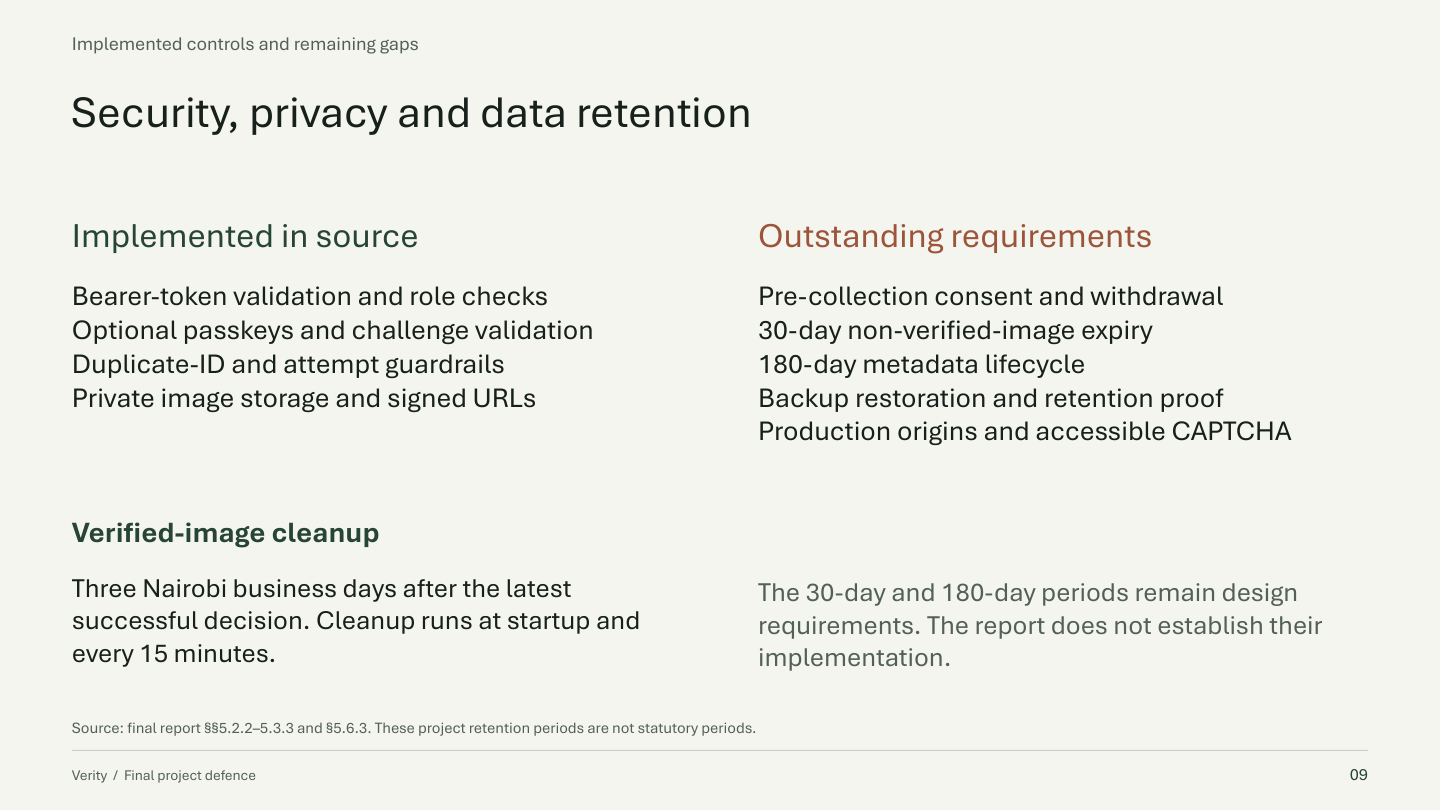 Implemented controls and remaining gaps
Security, privacy and data retention
Implemented in source
Bearer-token validation and role checks
Optional passkeys and challenge validation
Duplicate-ID and attempt guardrails
Private image storage and signed URLs
Outstanding requirements
Pre-collection consent and withdrawal
30-day non-verified-image expiry
180-day metadata lifecycle
Backup restoration and retention proof
Production origins and accessible CAPTCHA
Verified-image cleanup
Three Nairobi business days after the latest
successful decision. Cleanup runs at startup and
every 15 minutes.
The 30-day and 180-day periods remain design
requirements. The report does not establish their
implementation.
Source: final report §§5.2.2–5.3.3 and §5.6.3. These project retention periods are not statutory periods.
Verity / Final project defence
09